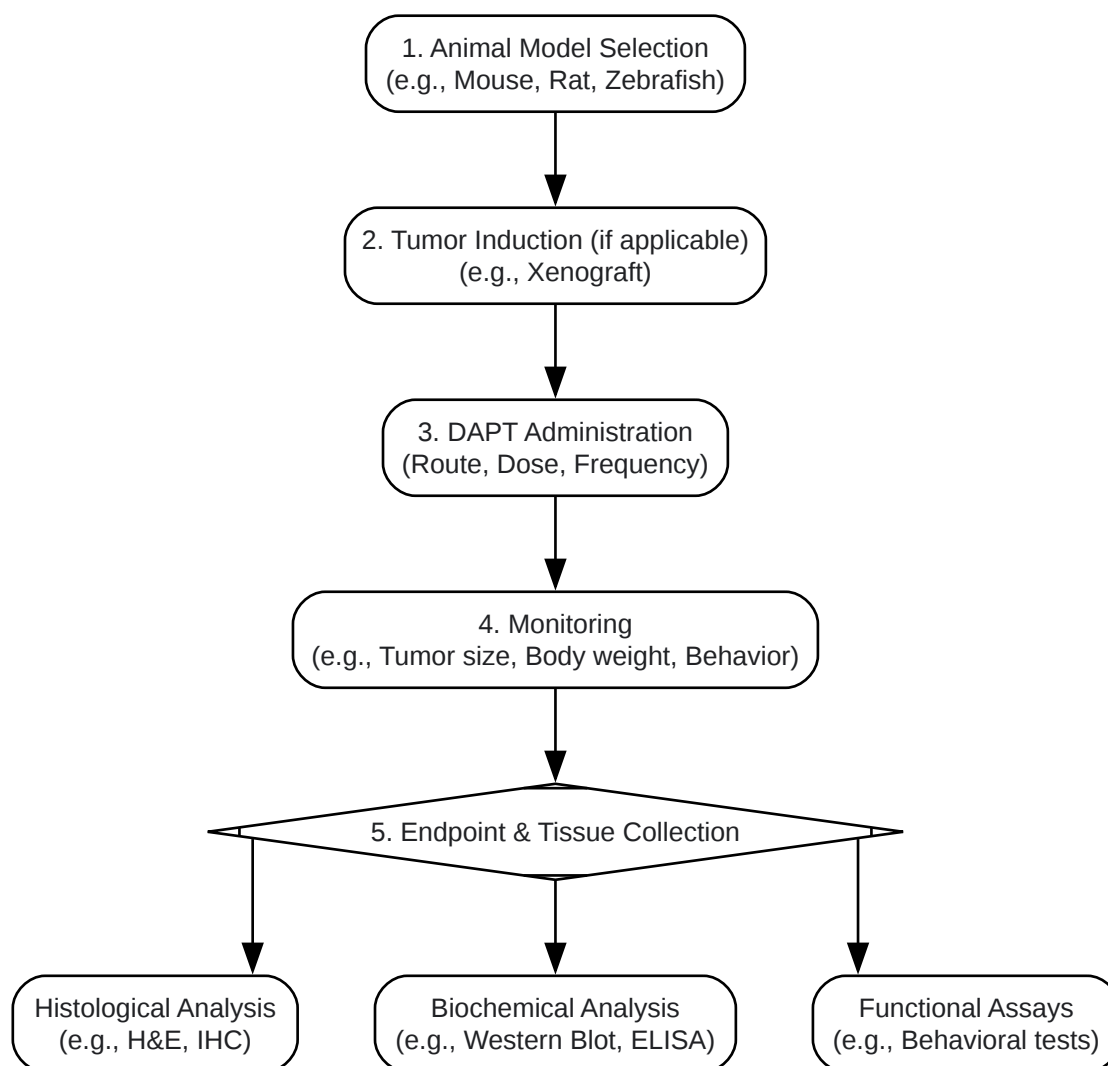 1. Animal Model Selection
(e.g., Mouse, Rat, Zebrafish)
2. Tumor Induction (if applicable)
(e.g., Xenograft)
3. DAPT Administration
(Route, Dose, Frequency)
4. Monitoring
(e.g., Tumor size, Body weight, Behavior)
5. Endpoint & Tissue Collection
Histological Analysis
(e.g., H&E, IHC)
Biochemical Analysis
(e.g., Western Blot, ELISA)
Functional Assays
(e.g., Behavioral tests)